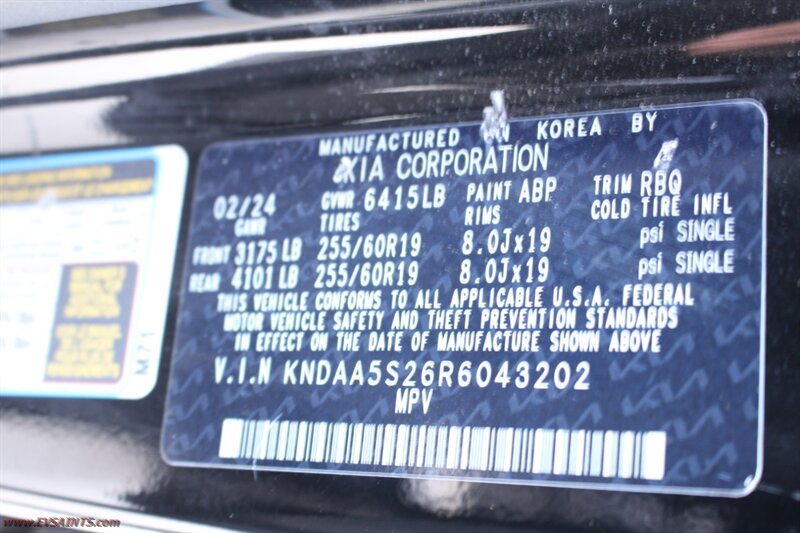 MANUFACTURED IN KOREA BY
KIA CORPORATION
02/24 GVWR 6415LB PAINT ABP TRIM RBQ
GAWR TIRES RIMS COLD TIRE INFL
FRONT 3175 LB 255/60R19 8.0Jx19 psi SINGLE
REAR 4101 LB 255/60R19 8.0Jx19 psi SINGLE
THIS VEHICLE CONFORMS TO ALL APPLICABLE U.S.A. FEDERAL
MOTOR VEHICLE SAFETY AND THEFT PREVENTION STANDARDS
IN EFFECT ON THE DATE OF MANUFACTURE SHOWN ABOVE
V.I.N KNDAA5S26R6043202
MPV
M71
www.EVSAINTS.com